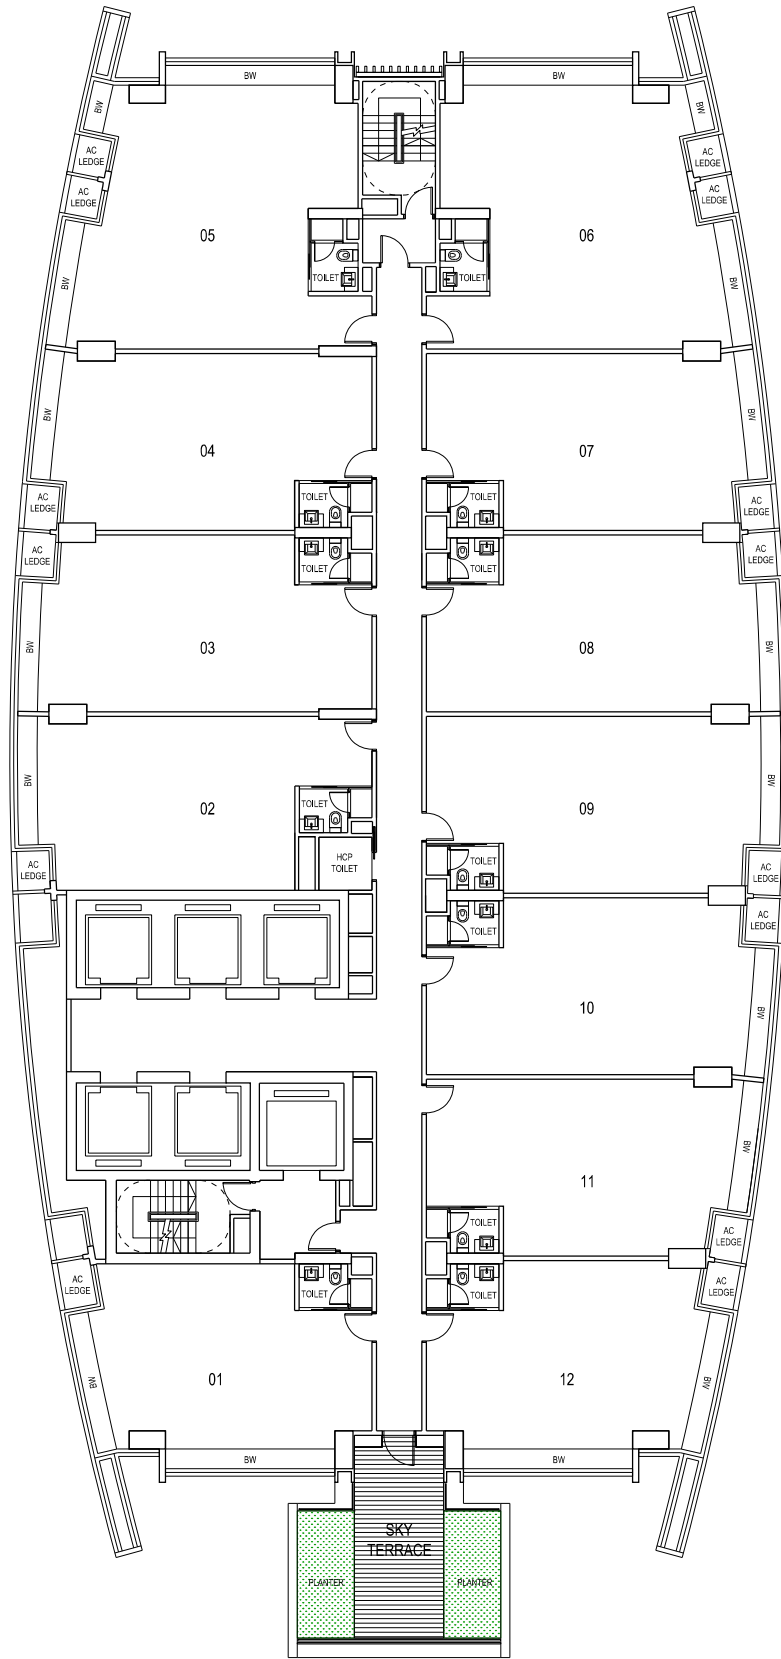 BW
BW
BW
BW
AC
LEDGE
AC
LEDGE
AC
LEDGE
AC
LEDGE
05
06
TOILET
TOILET
BW
BW
BW
BW
04
07
AC
LEDGE
TOILET
TOILET
AC
LEDGE
AC
LEDGE
TOILET
TOILET
AC
LEDGE
BW
03
08
BW
BW
02
09
BW
TOILET
HCP
TOILET
AC
LEDGE
TOILET
AC
LEDGE
TOILET
AC
LEDGE
10
BW
BW
11
TOILET
AC
LEDGE
AC
LEDGE
TOILET
TOILET
AC
LEDGE
BW
01
12
BW
BW
BW
SKY
TERRACE
PLANTER
PLANTER